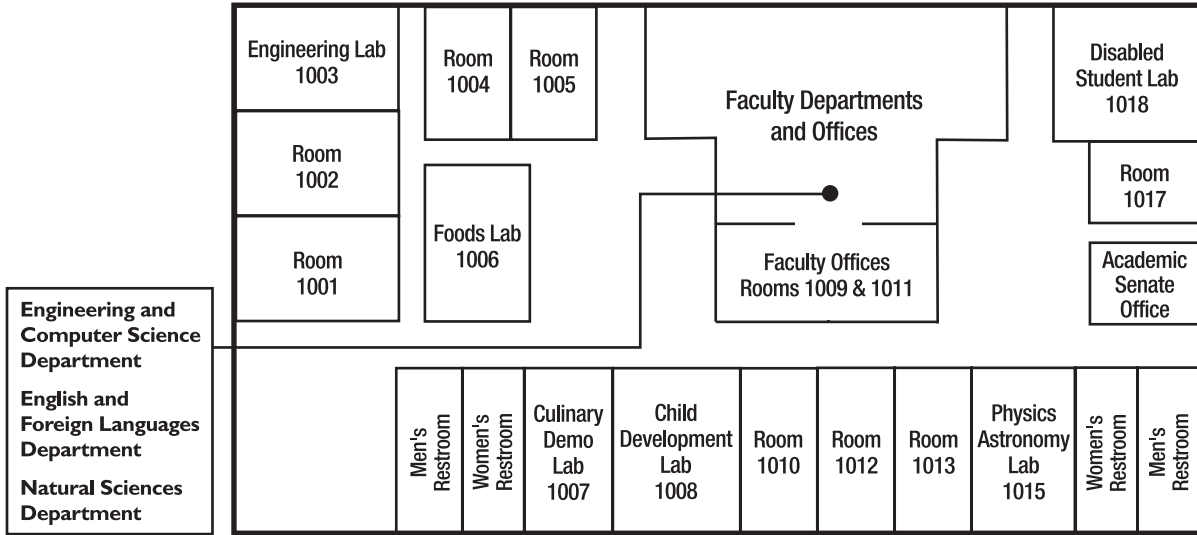 Engineering Lab
1003
Room
1002
Room
1001
Room
1004
Room
1005
Foods Lab
1006
Faculty Departments
and Offices
Faculty Offices
Rooms 1009 & 1011
Disabled
Student Lab
1018
Room
1017
Academic
Senate
Office
Engineering and
Computer Science
Department
English and
Foreign Languages
Department
Natural Sciences
Department
Men's
Restroom
Women's
Restroom
Culinary
Demo
Lab
1007
Child
Development
Lab
1008
Room
1010
Room
1012
Room
1013
Physics
Astronomy
Lab
1015
Women's
Restroom
Men's
Restroom